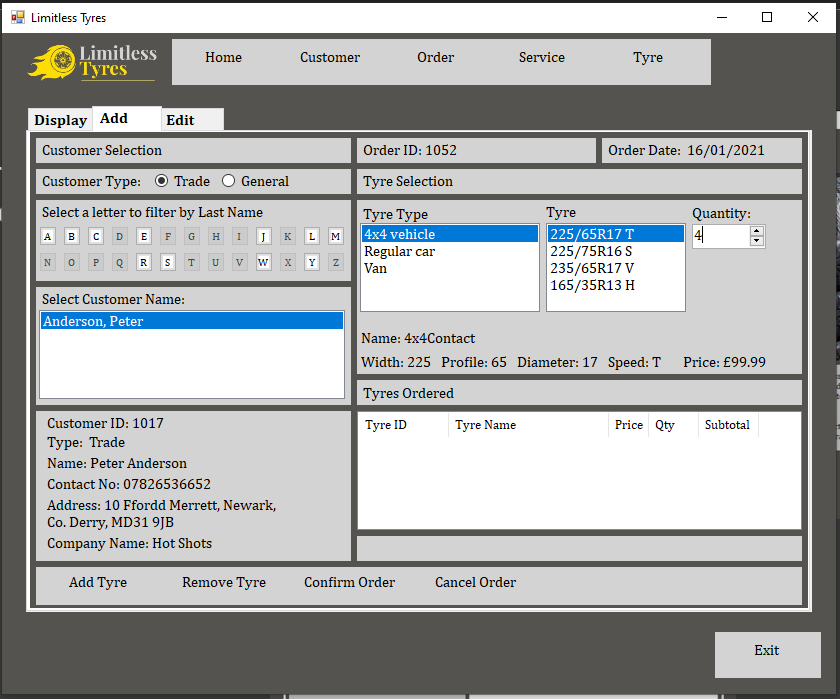 Limitless Tyres
Limitless
Tyres
Home Customer Order Service Tyre
Display Add Edit
Customer Selection
Order ID: 1052
Order Date: 16/01/2021
Customer Type: Trade General
Tyre Selection
Select a letter to filter by Last Name
A B C D E F G H I J K L M
N O P Q R S T U V W X Y Z
Select Customer Name:
Anderson, Peter
Tyre Type
4x4 vehicle
Regular car
Van
Tyre
225/65R17 T
225/75R16 S
235/65R17 V
165/35R13 H
Quantity:
4
Name: 4x4Contact
Width: 225 Profile: 65 Diameter: 17 Speed: T Price: £99.99
Tyres Ordered
Tyre ID Tyre Name Price Qty Subtotal
Customer ID: 1017
Type: Trade
Name: Peter Anderson
Contact No: 07826536652
Address: 10 Ffordd Merrett, Newark,
Co. Derry, MD31 9JB
Company Name: Hot Shots
Add Tyre Remove Tyre Confirm Order Cancel Order
Exit